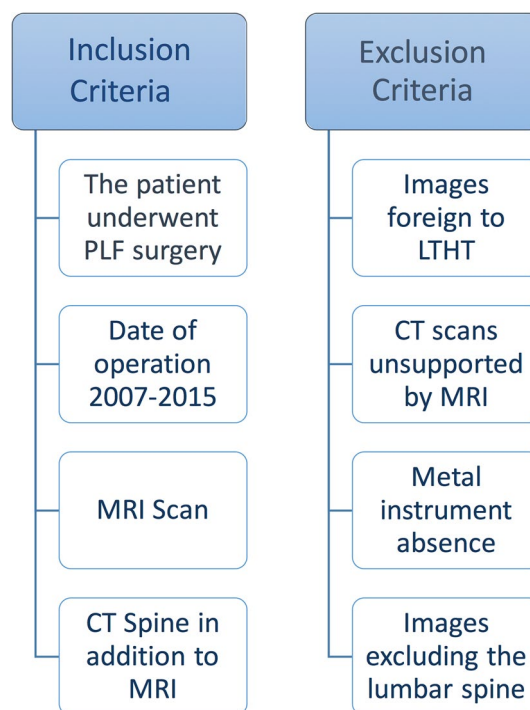 Inclusion
Criteria
The patient
underwent
PLF surgery
Date of
operation
2007-2015
MRI Scan
CT Spine in
addition to
MRI
Exclusion
Criteria
Images
foreign to
LTHT
CT scans
unsupported
by MRI
Metal
instrument
absence
Images
excluding the
lumbar spine